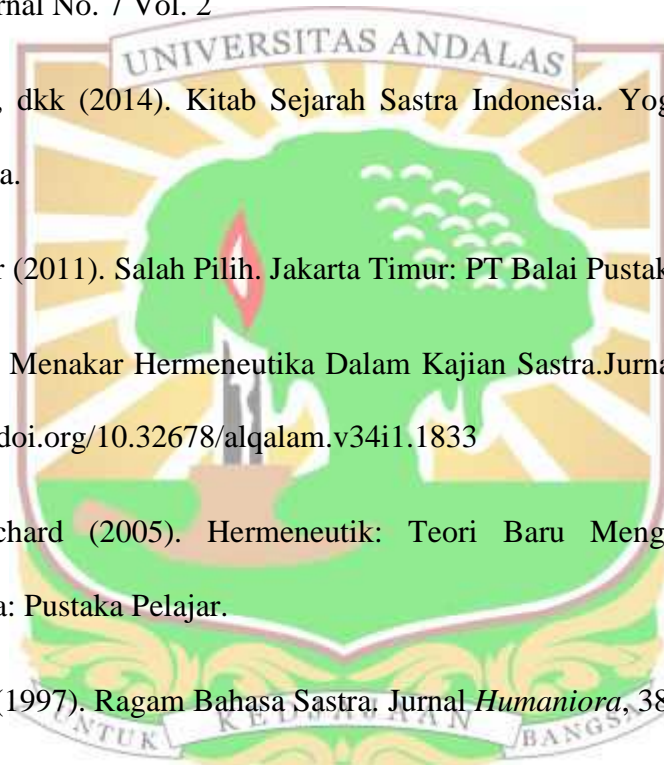 rnal No. 7 Vol. 2
UNIVERSITAS ANDALAS
, dkk (2014). Kitab Sejarah Sastra Indonesia. Yog
a.
r (2011). Salah Pilih. Jakarta Timur: PT Balai Pustak
Menakar Hermeneutika Dalam Kajian Sastra.Jurna
doi.org/10.32678/alqalam.v34i1.1833
chard (2005). Hermeneutik: Teori Baru Meng
a: Pustaka Pelajar.
(1997). Ragam Bahasa Sastra. Jurnal Humaniora, 38
UNTUK KEDJAJAAN BANGSA